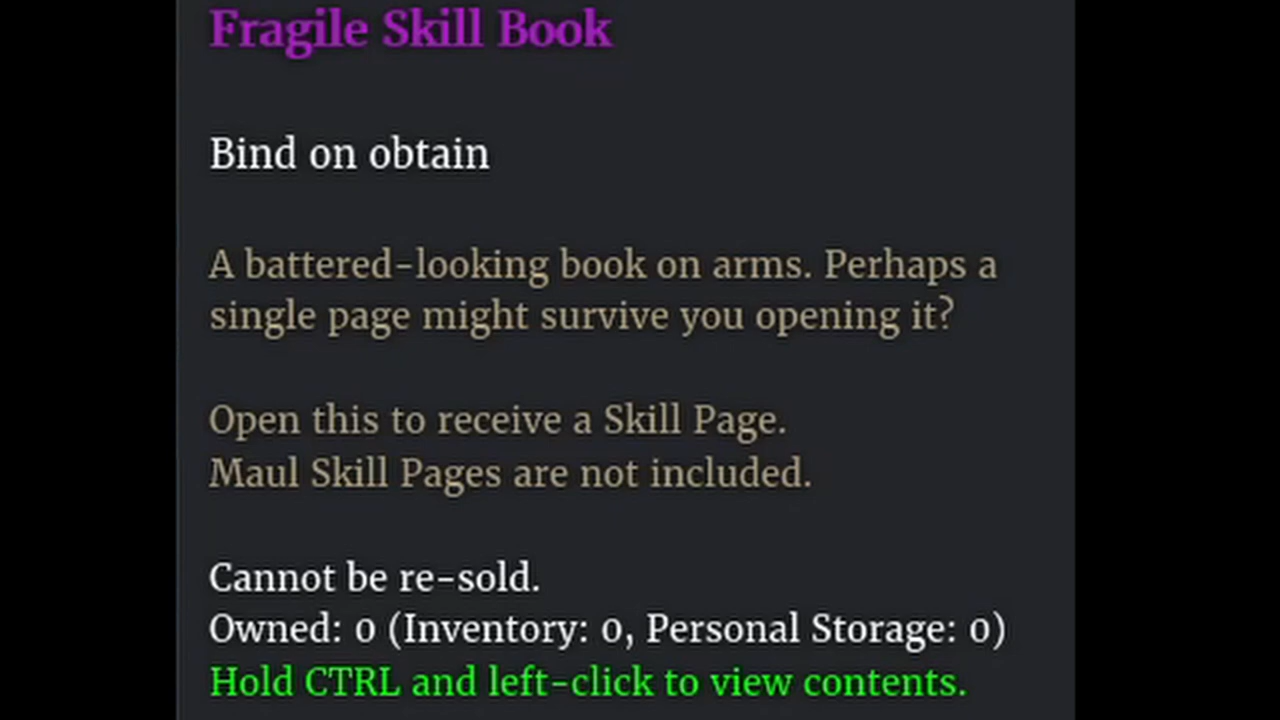 Fragile Skill Book
Bind on obtain
A battered-looking book on arms. Perhaps a
single page might survive you opening it?
Open this to receive a Skill Page.
Maul Skill Pages are not included.
Cannot be re-sold.
Owned: 0 (Inventory: 0, Personal Storage: 0)
Hold CTRL and left-click to view contents.